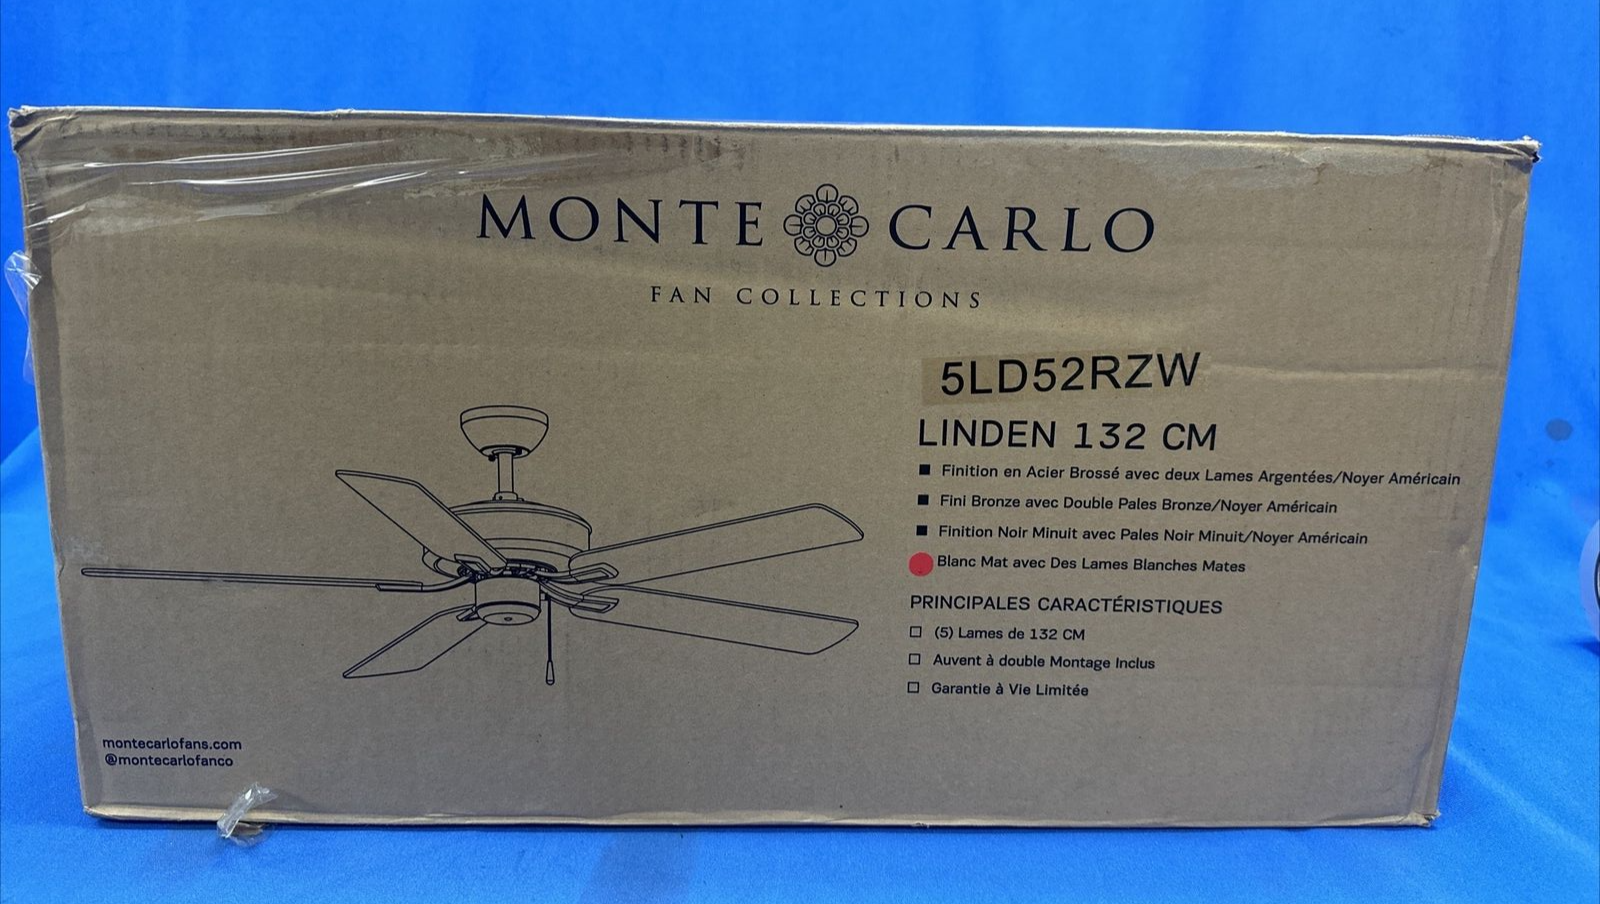 MONTE CARLO
FAN COLLECTIONS
5LD52RZW
LINDEN 132 CM
Finition en Acier Brossé avec deux Lames Argentées/Noyer Américain
Fini Bronze avec Double Pales Bronze/Noyer Américain
Finition Noir Minuit avec Pales Noir Minuit/Noyer Américain
Blanc Mat avec Des Lames Blanches Mates
PRINCIPALES CARACTÉRISTIQUES
(5) Lames de 132 CM
Auvent à double Montage Inclus
Garantie à Vie Limitée
montecarlofans.com
@montecarlofanco